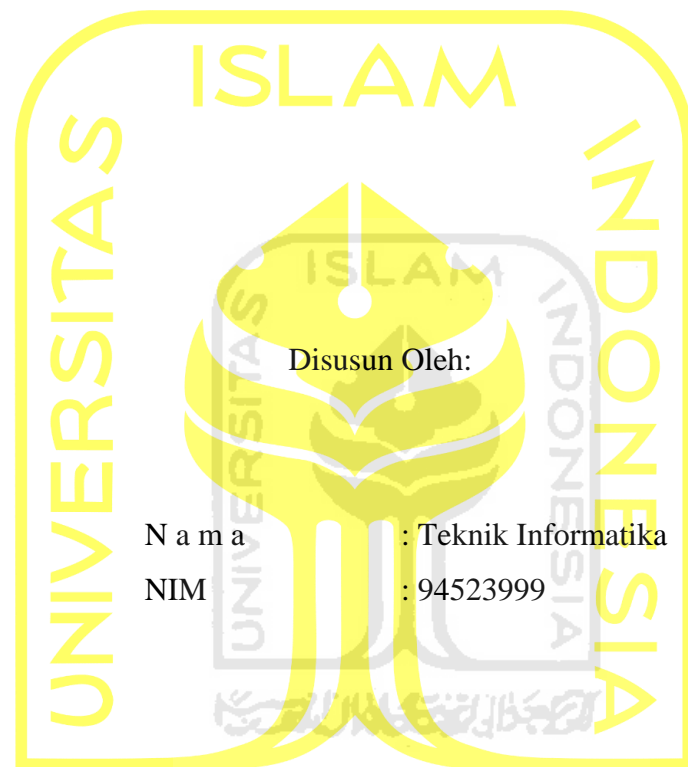 ISLAM
UNIVERSITAS
INDONESIA
ISLAM
UNIVERSITAS
INDONESIA
Disusun Oleh:
N a m a : Teknik Informatika
NIM : 94523999